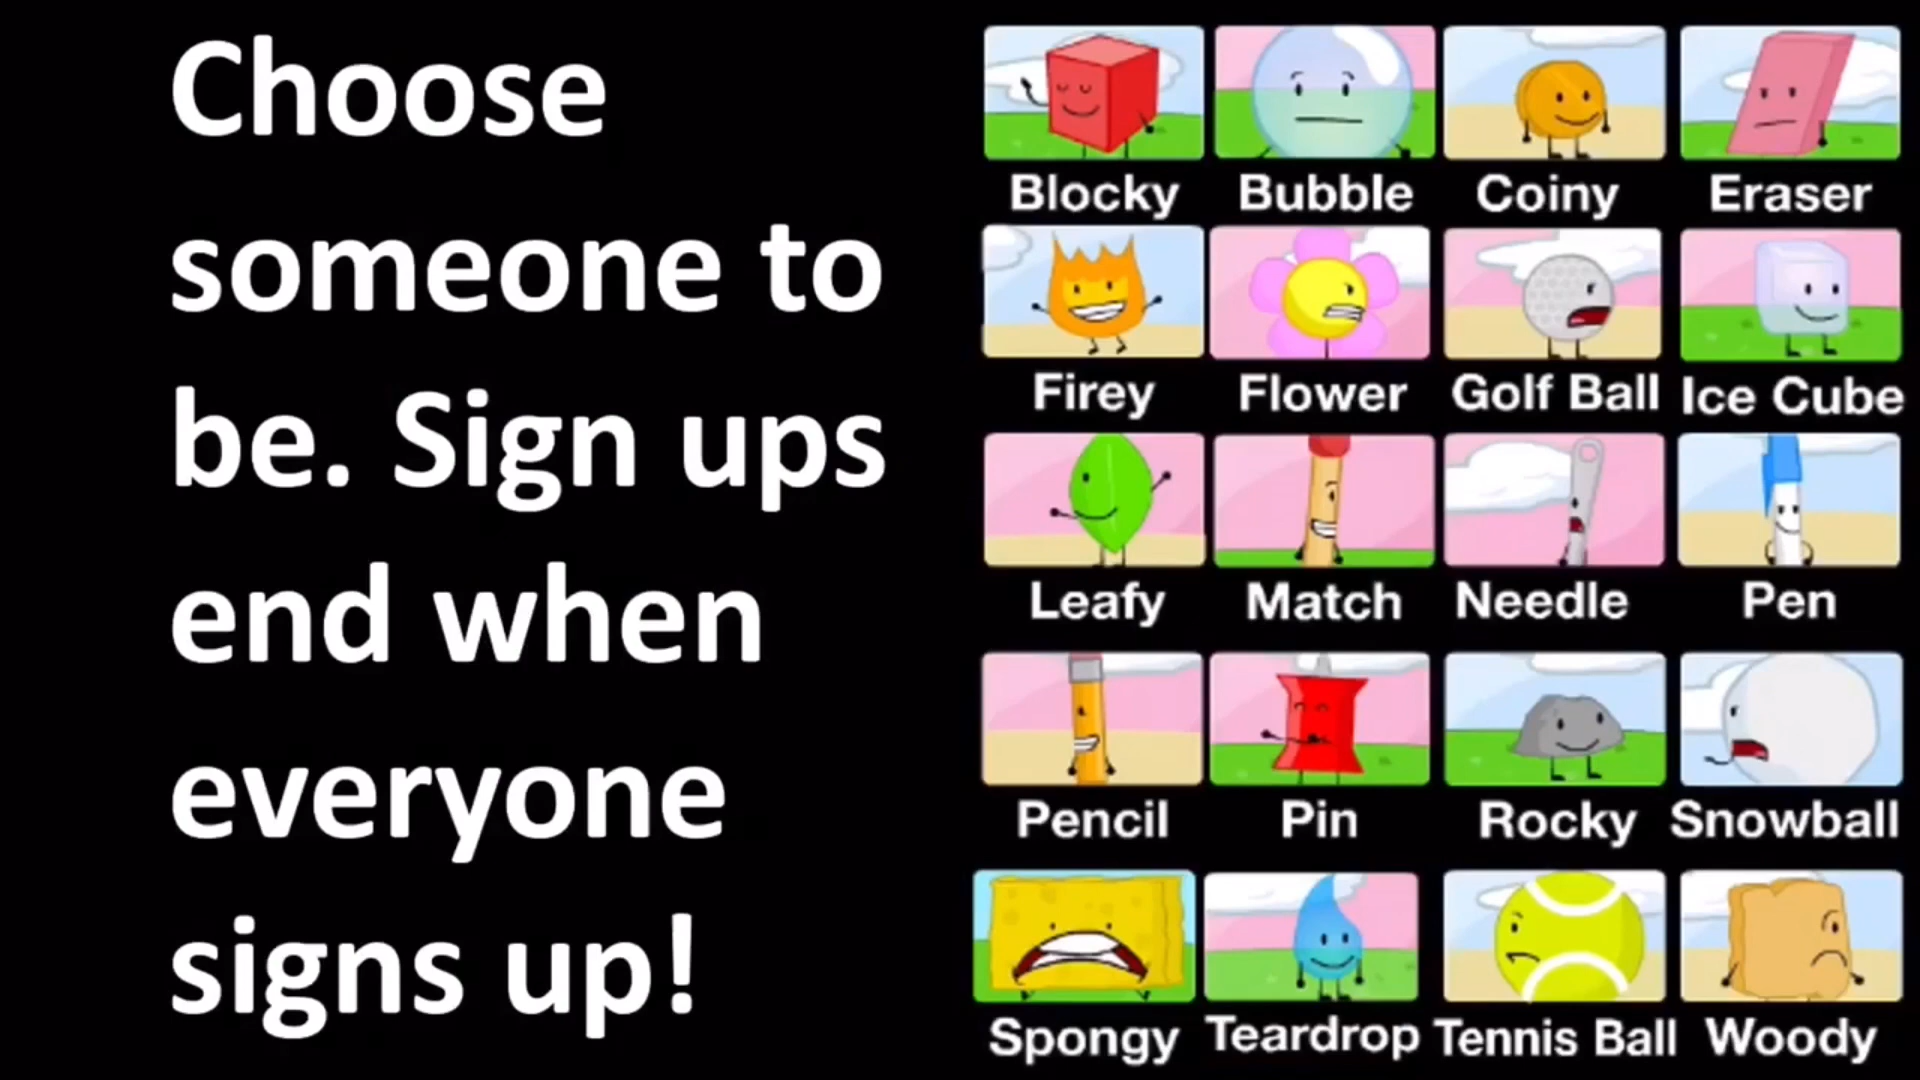 Choose
someone to
be. Sign ups
end when
everyone
signs up!
Blocky Bubble Coiny Eraser
Firey Flower Golf Ball Ice Cube
Leafy Match Needle Pen
Pencil Pin Rocky Snowball
Spongy Teardrop Tennis Ball Woody